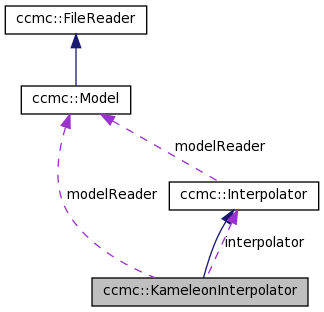 ccmc::FileReader
ccmc::Model
modelReader
ccmc::Interpolator
modelReader
interpolator
ccmc::KameleonInterpolator